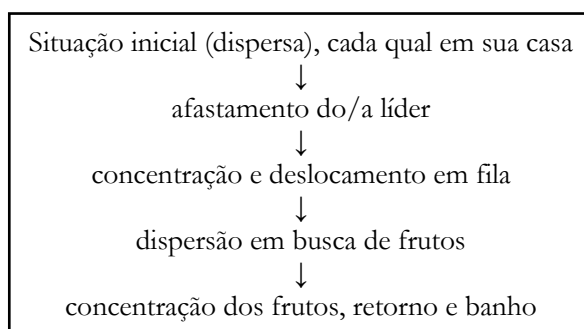 Situação inicial (dispersa), cada qual em sua casa
↓
afastamento do/a líder
↓
concentração e deslocamento em fila
↓
dispersão em busca de frutos
↓
concentração dos frutos, retorno e banho